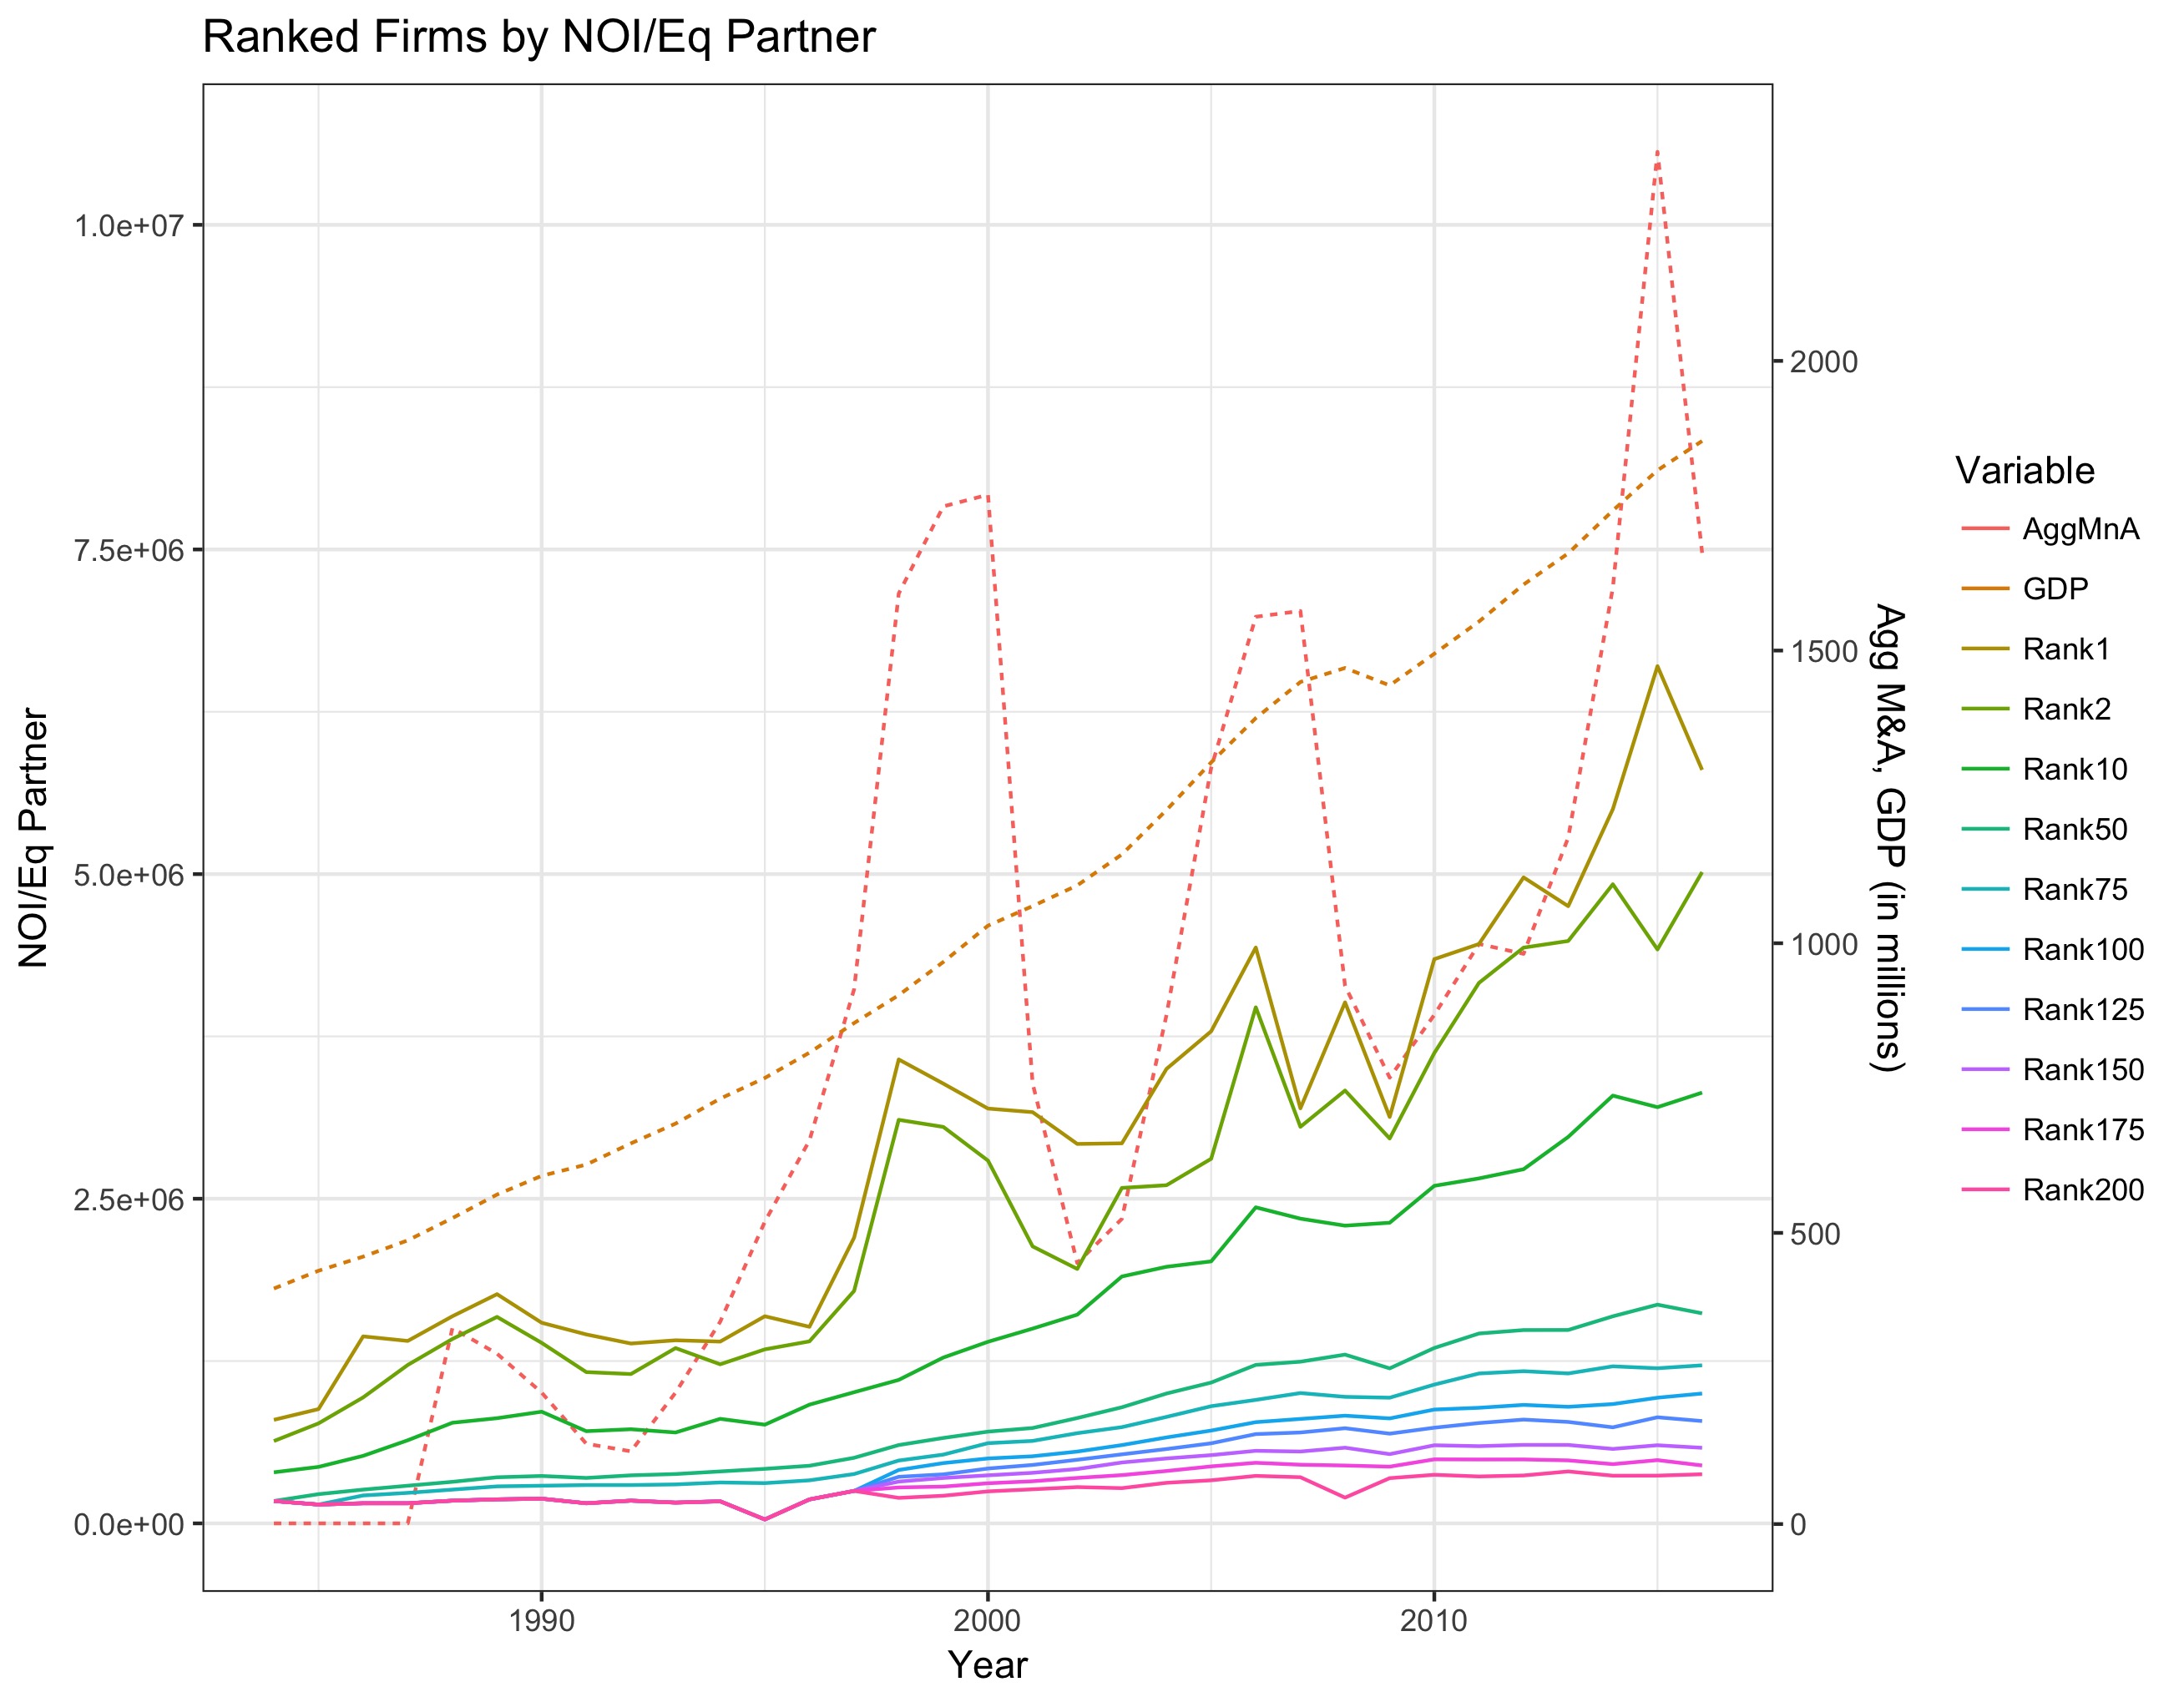 Ranked Firms by NOI/Eq Partner
1.0e+07
7.5e+06
5.0e+06
2.5e+06
0.0e+00
NOI/Eq Partner
1990
2000
2010
Year
2000
1500
1000
500
0
Agg M&A, GDP (in millions)
Variable
AggMnA
GDP
Rank1
Rank2
Rank10
Rank50
Rank75
Rank100
Rank125
Rank150
Rank175
Rank200